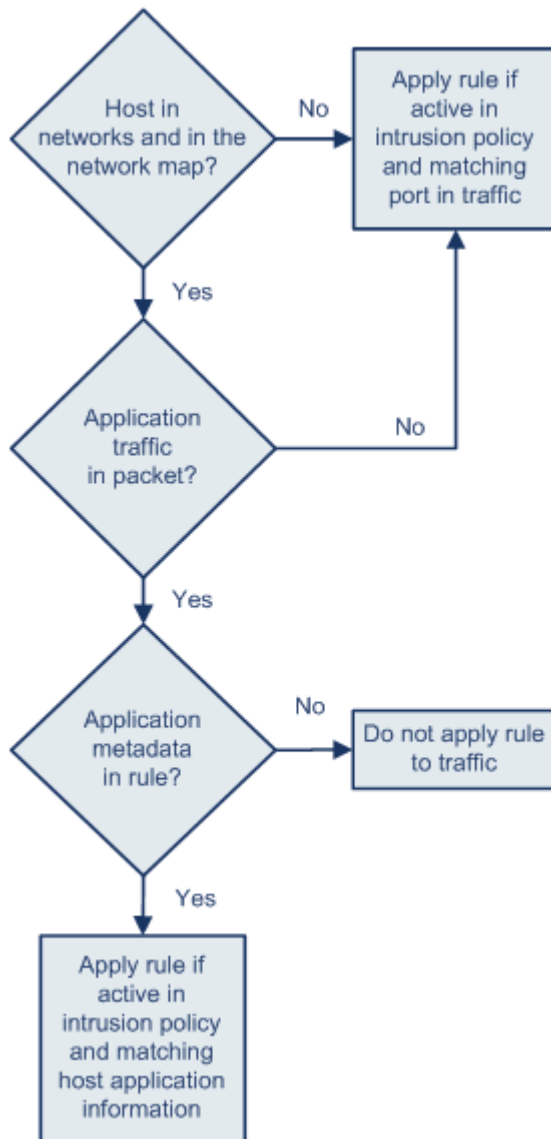 Host in
networks and in the
network map?
No
Apply rule if
active in
intrusion policy
and matching
port in traffic
Yes
Application
traffic
in packet?
No
Yes
Application
metadata
in rule?
No
Do not apply rule
to traffic
Yes
Apply rule if
active in
intrusion policy
and matching
host application
information